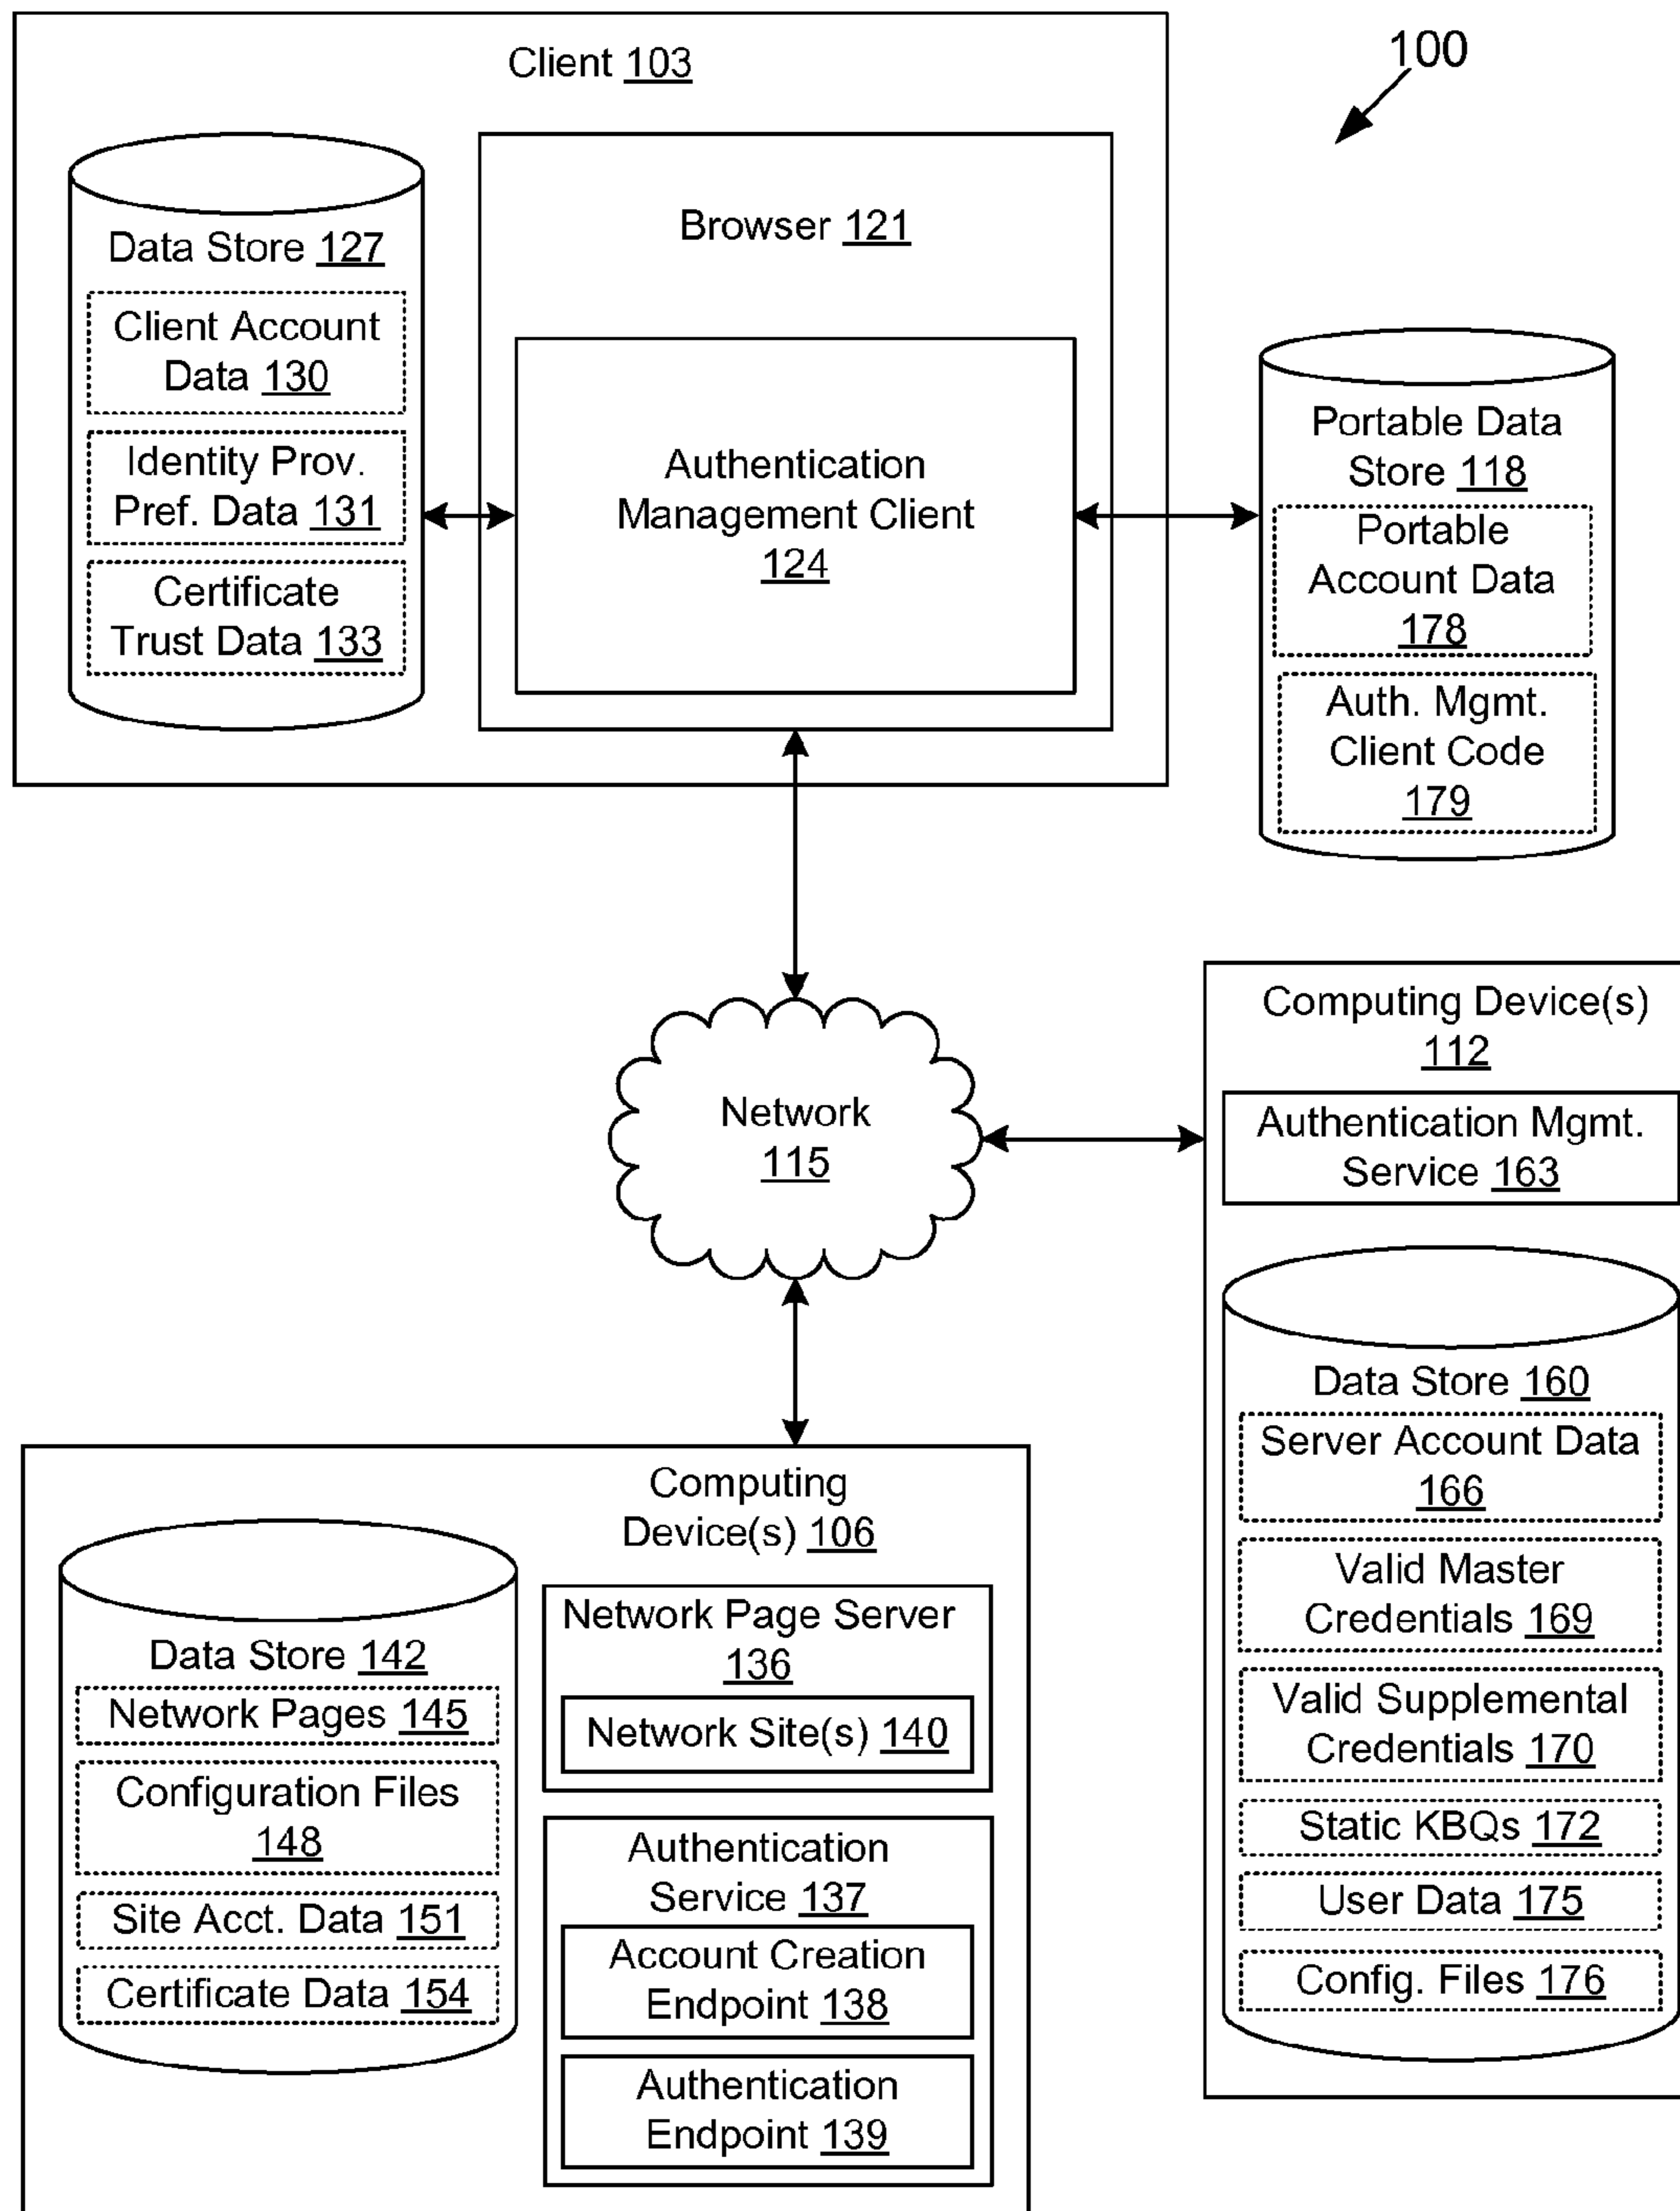 100
Client 103
Data Store 127
Client Account
Data 130
Identity Prov.
Pref. Data 131
Certificate
Trust Data 133
Browser 121
Authentication
Management Client
124
Portable Data
Store 118
Portable
Account Data
178
Auth. Mgmt.
Client Code
179
Network
115
Computing Device(s)
112
Authentication Mgmt.
Service 163
Data Store 160
Server Account Data
166
Valid Master
Credentials 169
Valid Supplemental
Credentials 170
Static KBQs 172
User Data 175
Config. Files 176
Computing
Device(s) 106
Data Store 142
Network Pages 145
Configuration Files
148
Site Acct. Data 151
Certificate Data 154
Network Page Server
136
Network Site(s) 140
Authentication
Service 137
Account Creation
Endpoint 138
Authentication
Endpoint 139